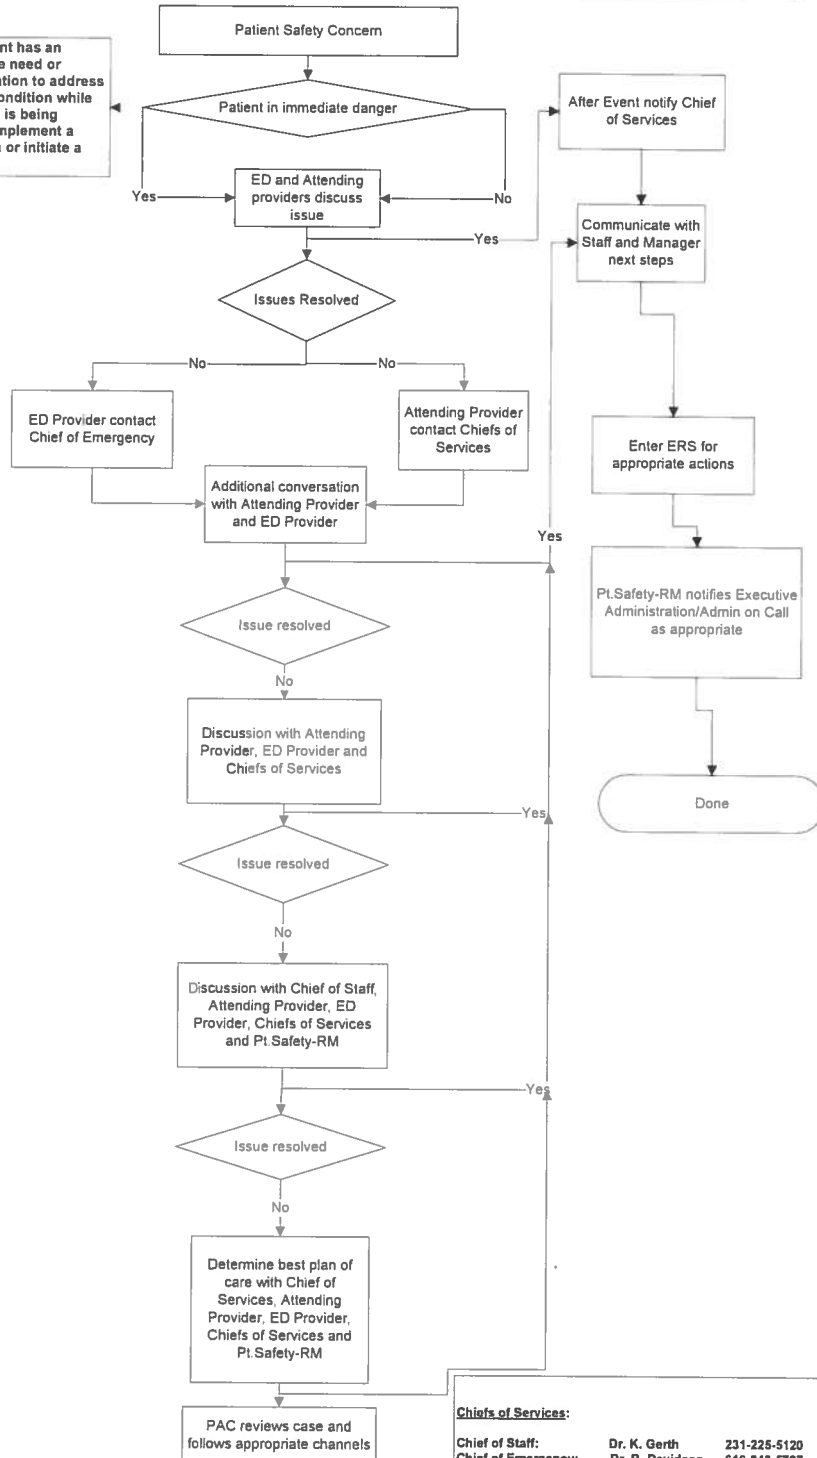 Patient Safety Concern
nt has an
e need or
ation to address
ondition while
is being
mplement a
or initiate a
Patient in immediate danger
After Event notify Chief
of Services
Yes
ED and Attending
providers discuss
issue
No
Yes
Communicate with
Staff and Manager
next steps
Issues Resolved
No
No
ED Provider contact
Chief of Emergency
Attending Provider
contact Chiefs of
Services
Enter ERS for
appropriate actions
Additional conversation
with Attending Provider
and ED Provider
Yes
Pt.Safety-RM notifies Executive
Administration/Admin on Call
as appropriate
Issue resolved
No
Discussion with Attending
Provider, ED Provider and
Chiefs of Services
Done
Yes
Issue resolved
No
Discussion with Chief of Staff,
Attending Provider, ED
Provider, Chiefs of Services
and Pt.Safety-RM
Yes
Issue resolved
No
Determine best plan of
care with Chief of
Services, Attending
Provider, ED Provider,
Chiefs of Services and
Pt.Safety-RM
PAC reviews case and
follows appropriate channels
Chiefs of Services:
Chief of Staff: Dr. K. Gerth 231-225-5120
Chief of Emergency: